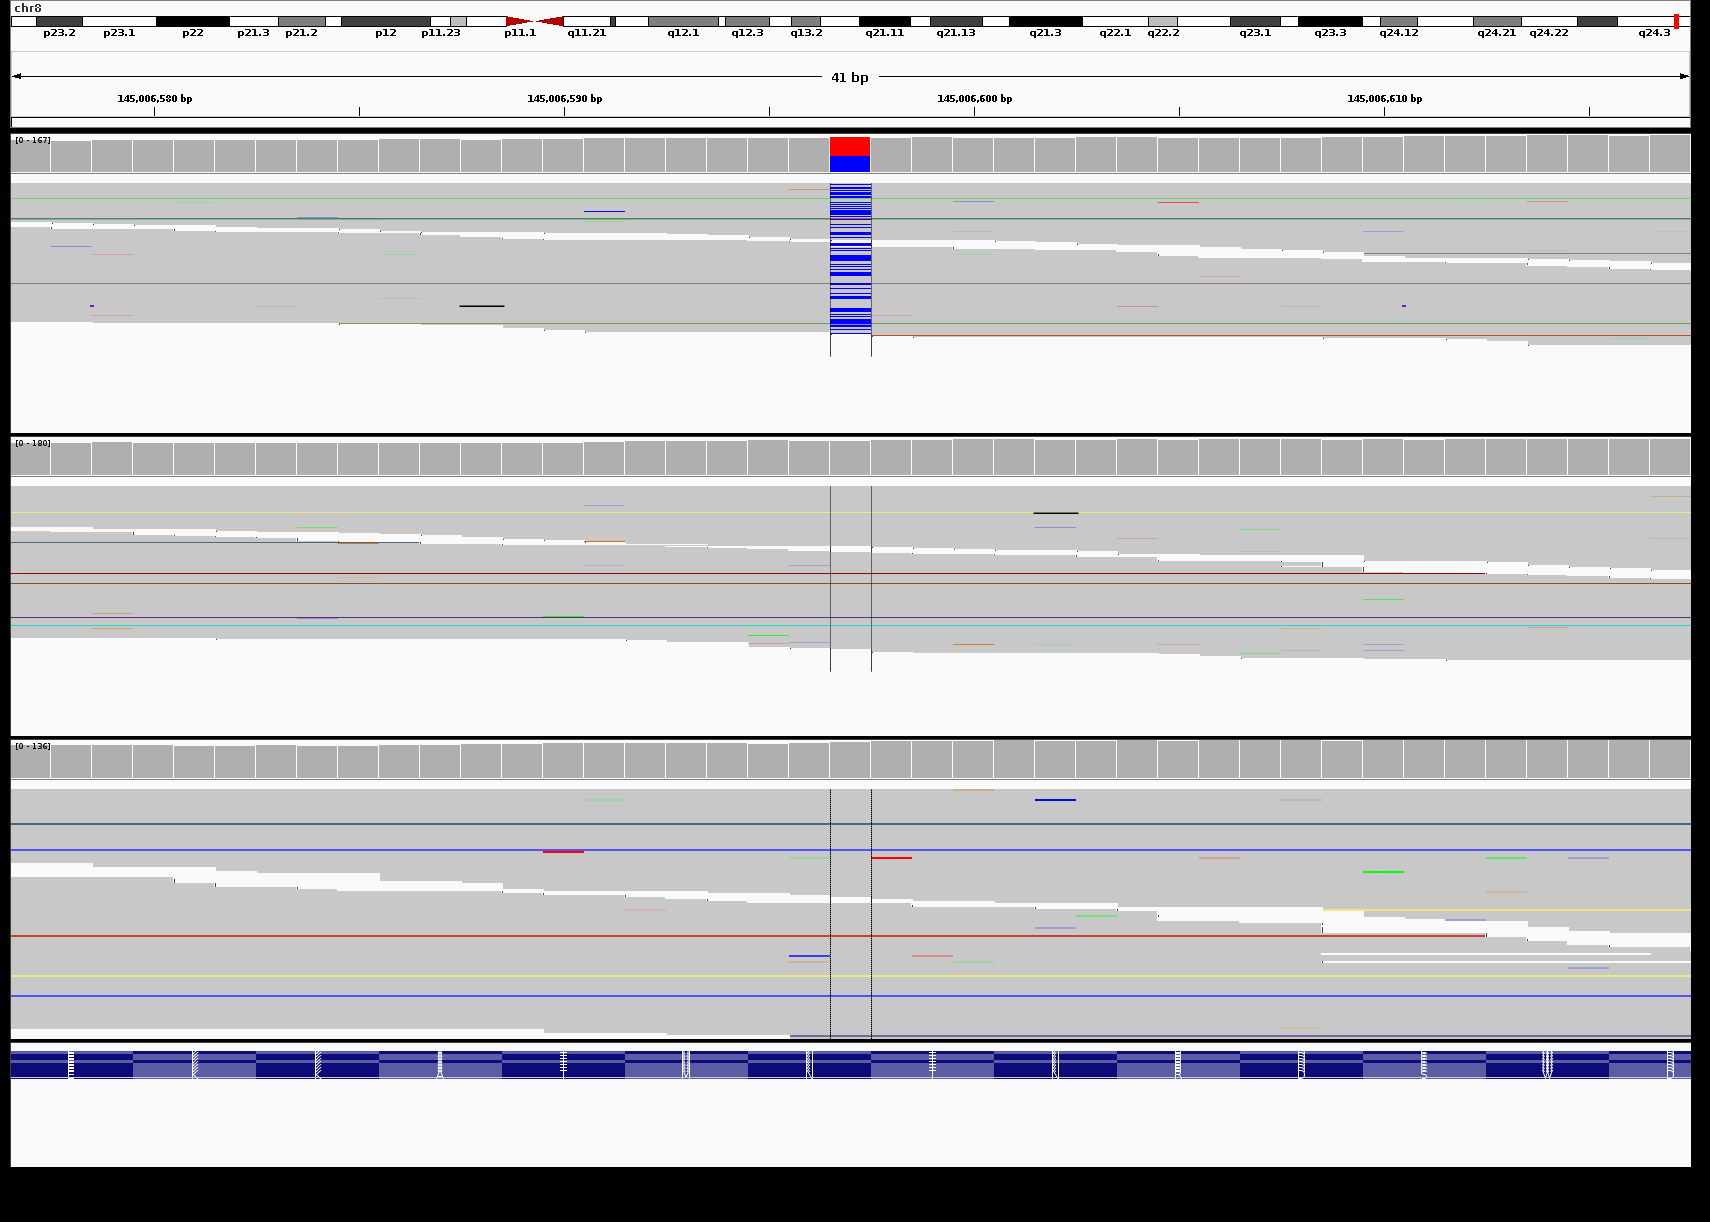 chr8
p23.2 p23.1 p22 p21.3 p21.2 p12 p11.23 p11.1 q11.21 q12.1 q12.3 q13.2 q21.11 q21.13 q21.3 q22.1 q22.2 q23.1 q23.3 q24.12 q24.21 q24.22 q24.3
41 bp
145,006,580 bp 145,006,590 bp 145,006,600 bp 145,006,610 bp
[0 - 167]
[0 - 180]
[0 - 136]